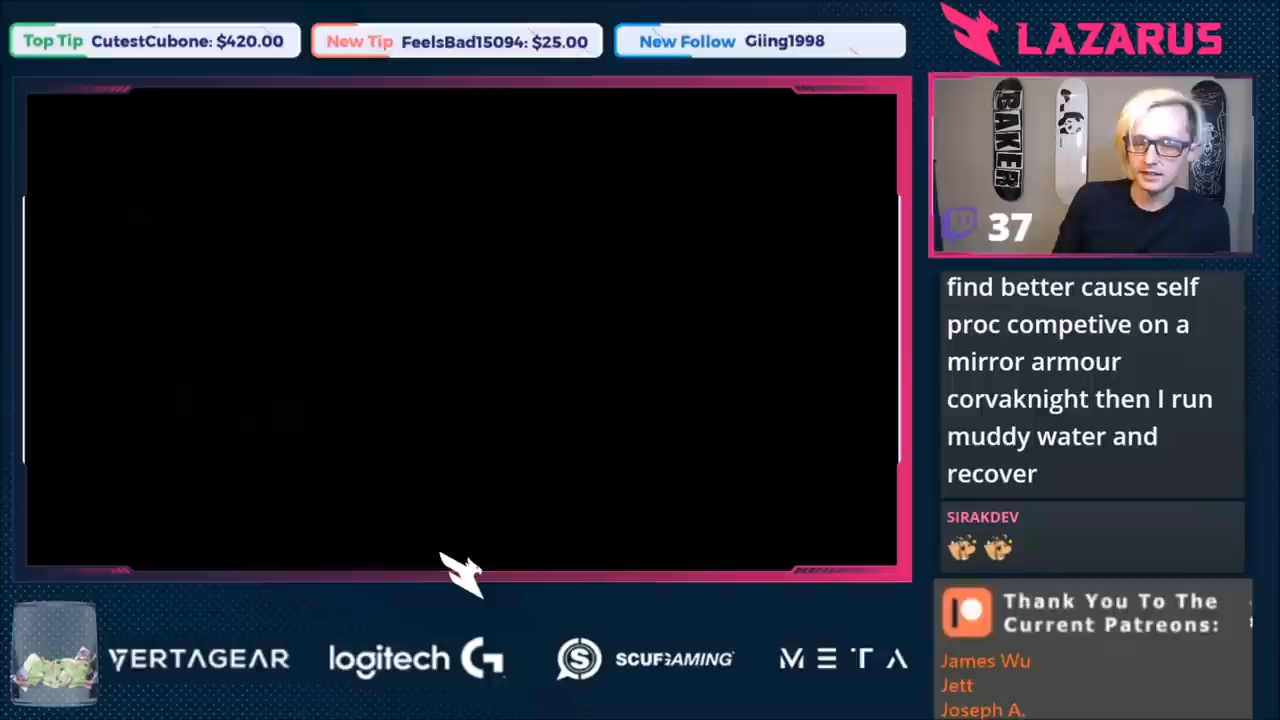 Top Tip CutestCubone: $420.00
New Tip FeelsBad15094: $25.00
New Follow Giing1998
LAZARUS
BAKER
37
find better cause self
proc competive on a
mirror armour
corvaknight then I run
muddy water and
recover
SIRAKDEV
Thank You To The
Current Patreons:
James Wu
Jett
Joseph A.
VERTAGEAR
logitech G
S SCUF GAMING
META